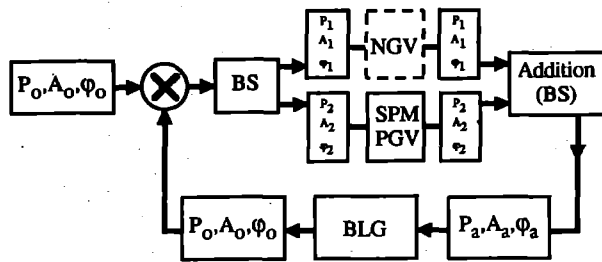 P₀,A₀,φ₀
BS
P₁
A₁
φ₁
NGV
P₁
A₁
φ₁
P₂
A₂
φ₂
SPM
PGV
P₂
A₂
φ₂
Addition
(BS)
P₀,A₀,φ₀
BLG
Pₐ,Aₐ,φₐ